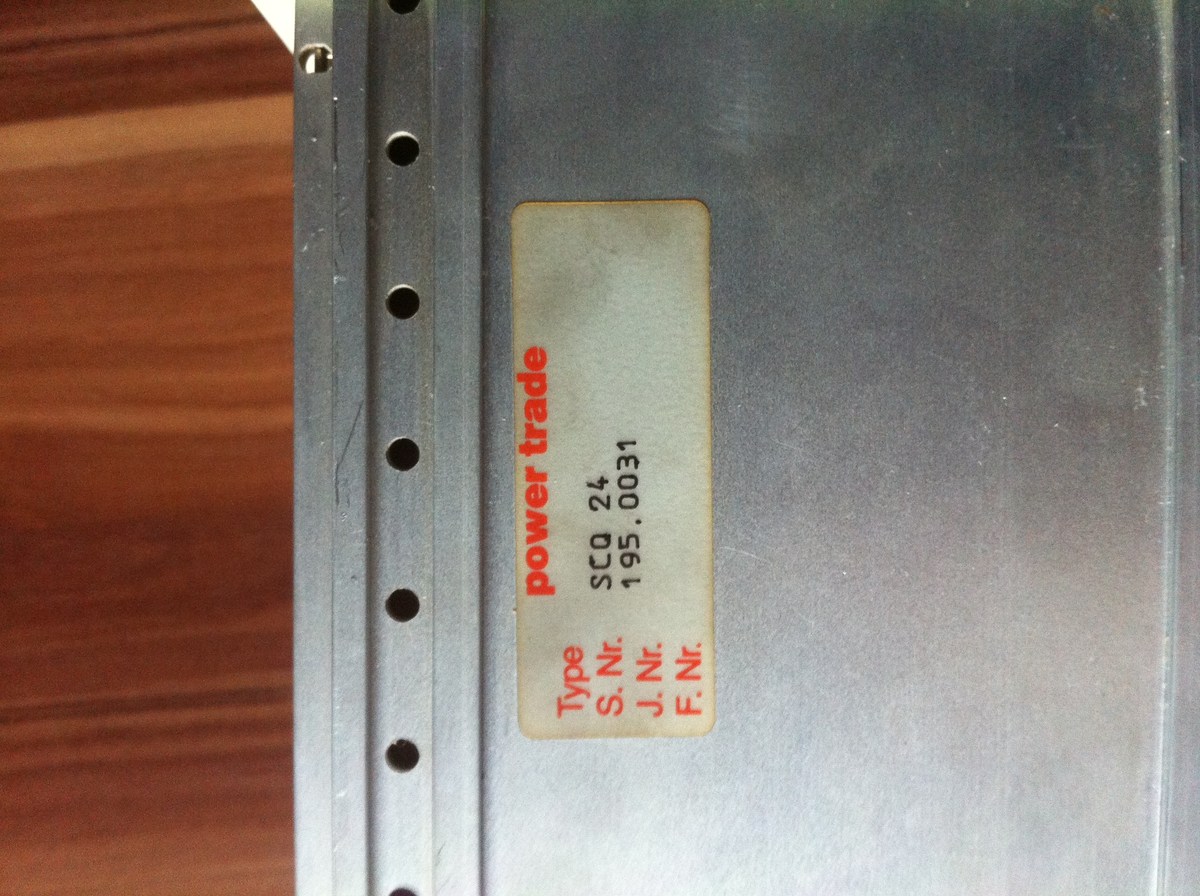 power trade
Type SCQ 24
S. Nr. 195.0031
J. Nr.
F. Nr.